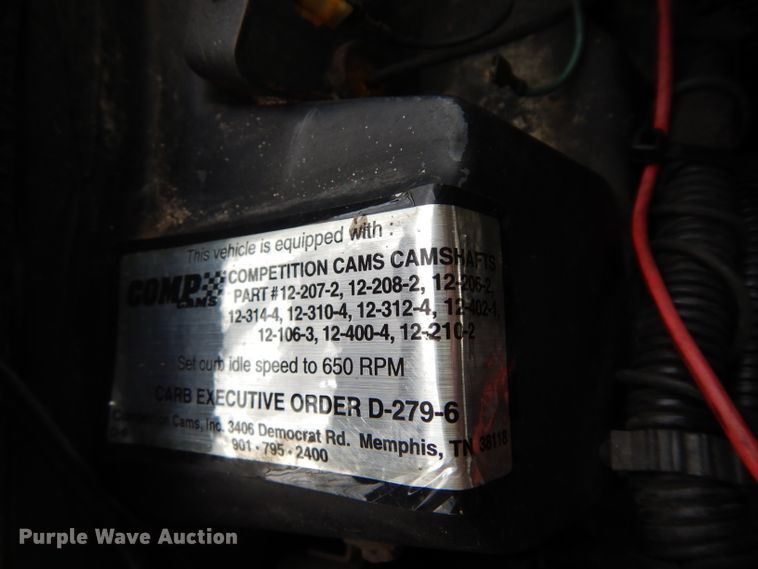 This vehicle is equipped with :
COMP CAMS
COMPETITION CAMS CAMSHAFTS
PART #12-207-2, 12-208-2, 12-206-2,
12-314-4, 12-310-4, 12-312-4, 12-402-4,
12-106-3, 12-400-4, 12-210-2
Set curb idle speed to 650 RPM
CARB EXECUTIVE ORDER D-279-6
Competition Cams, Inc. 3406 Democrat Rd. Memphis, TN 38118
901·795·2400
Purple Wave Auction